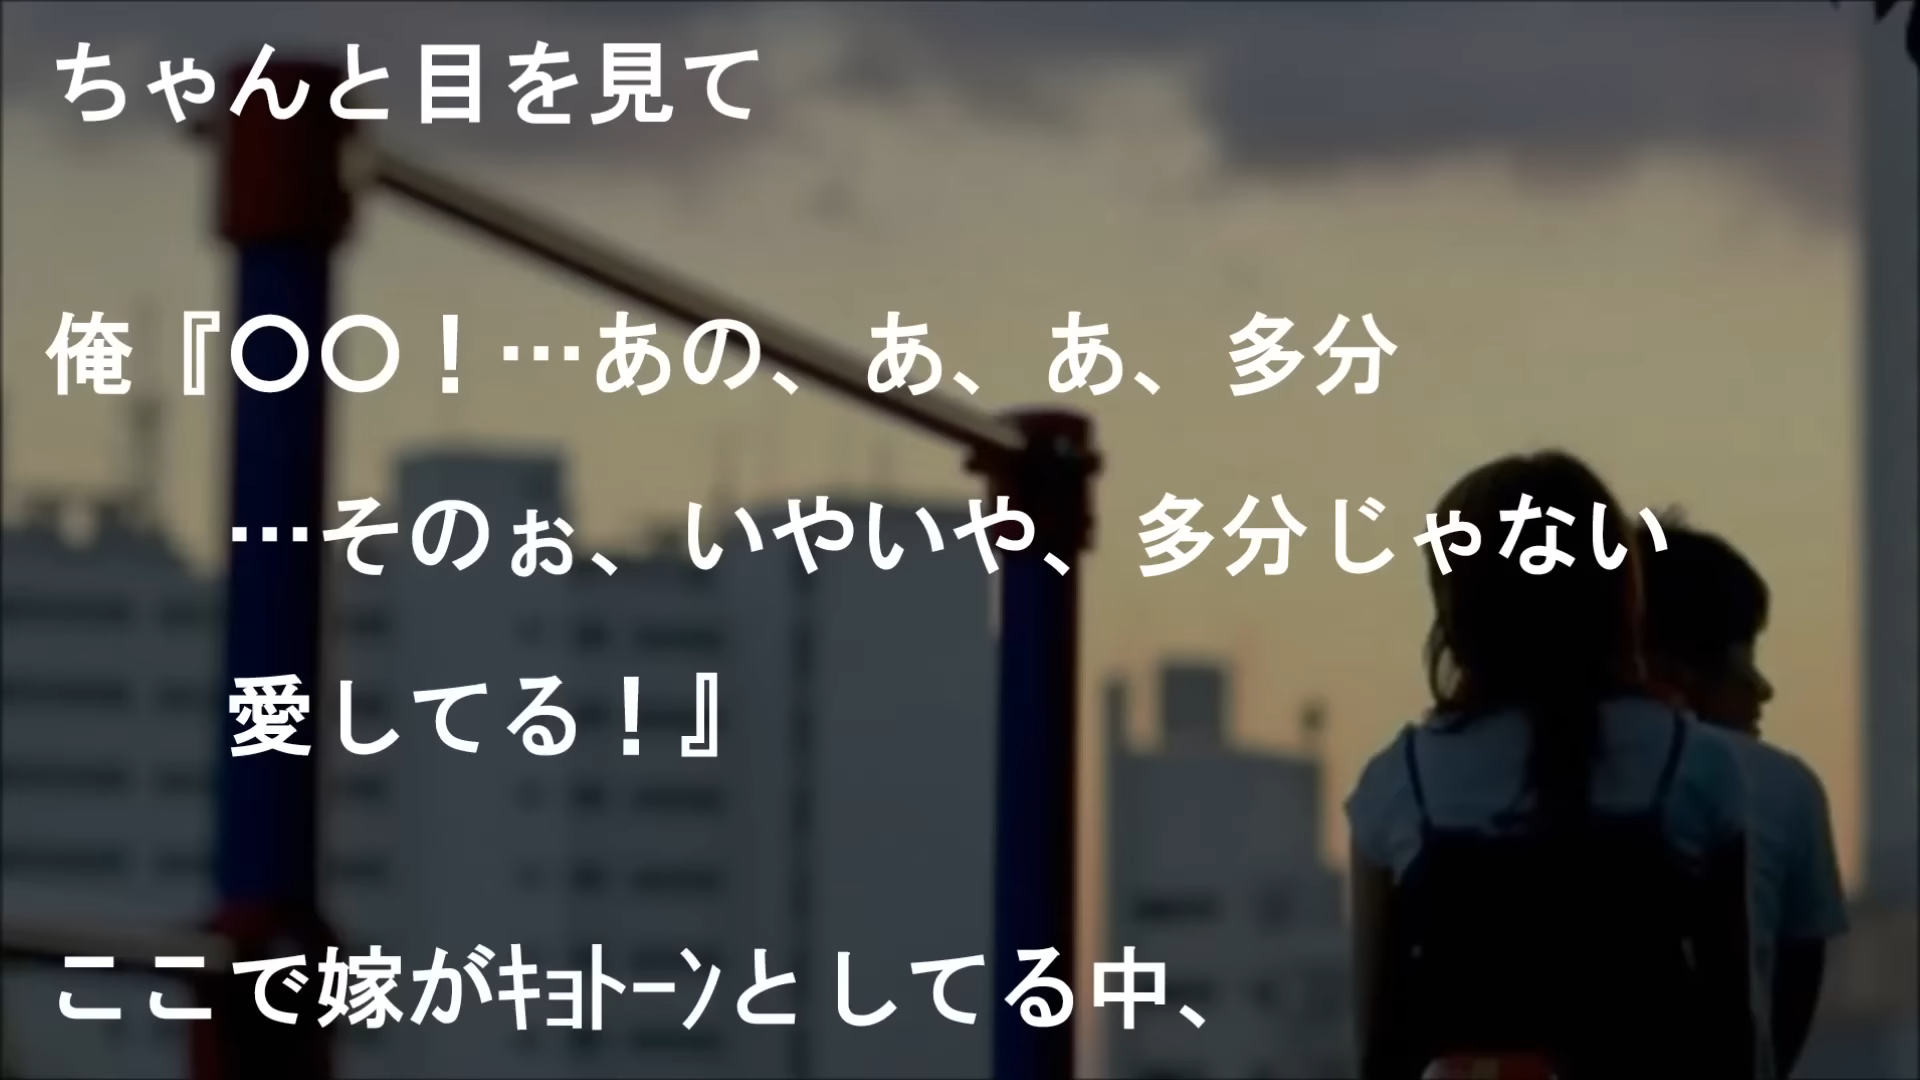 ちゃんと目を見て
俺『〇〇！…あの、あ、あ、多分
…そのぉ、いやいや、多分じゃない
愛してる！』
ここで嫁がｷｮﾄｰﾝとしてる中、